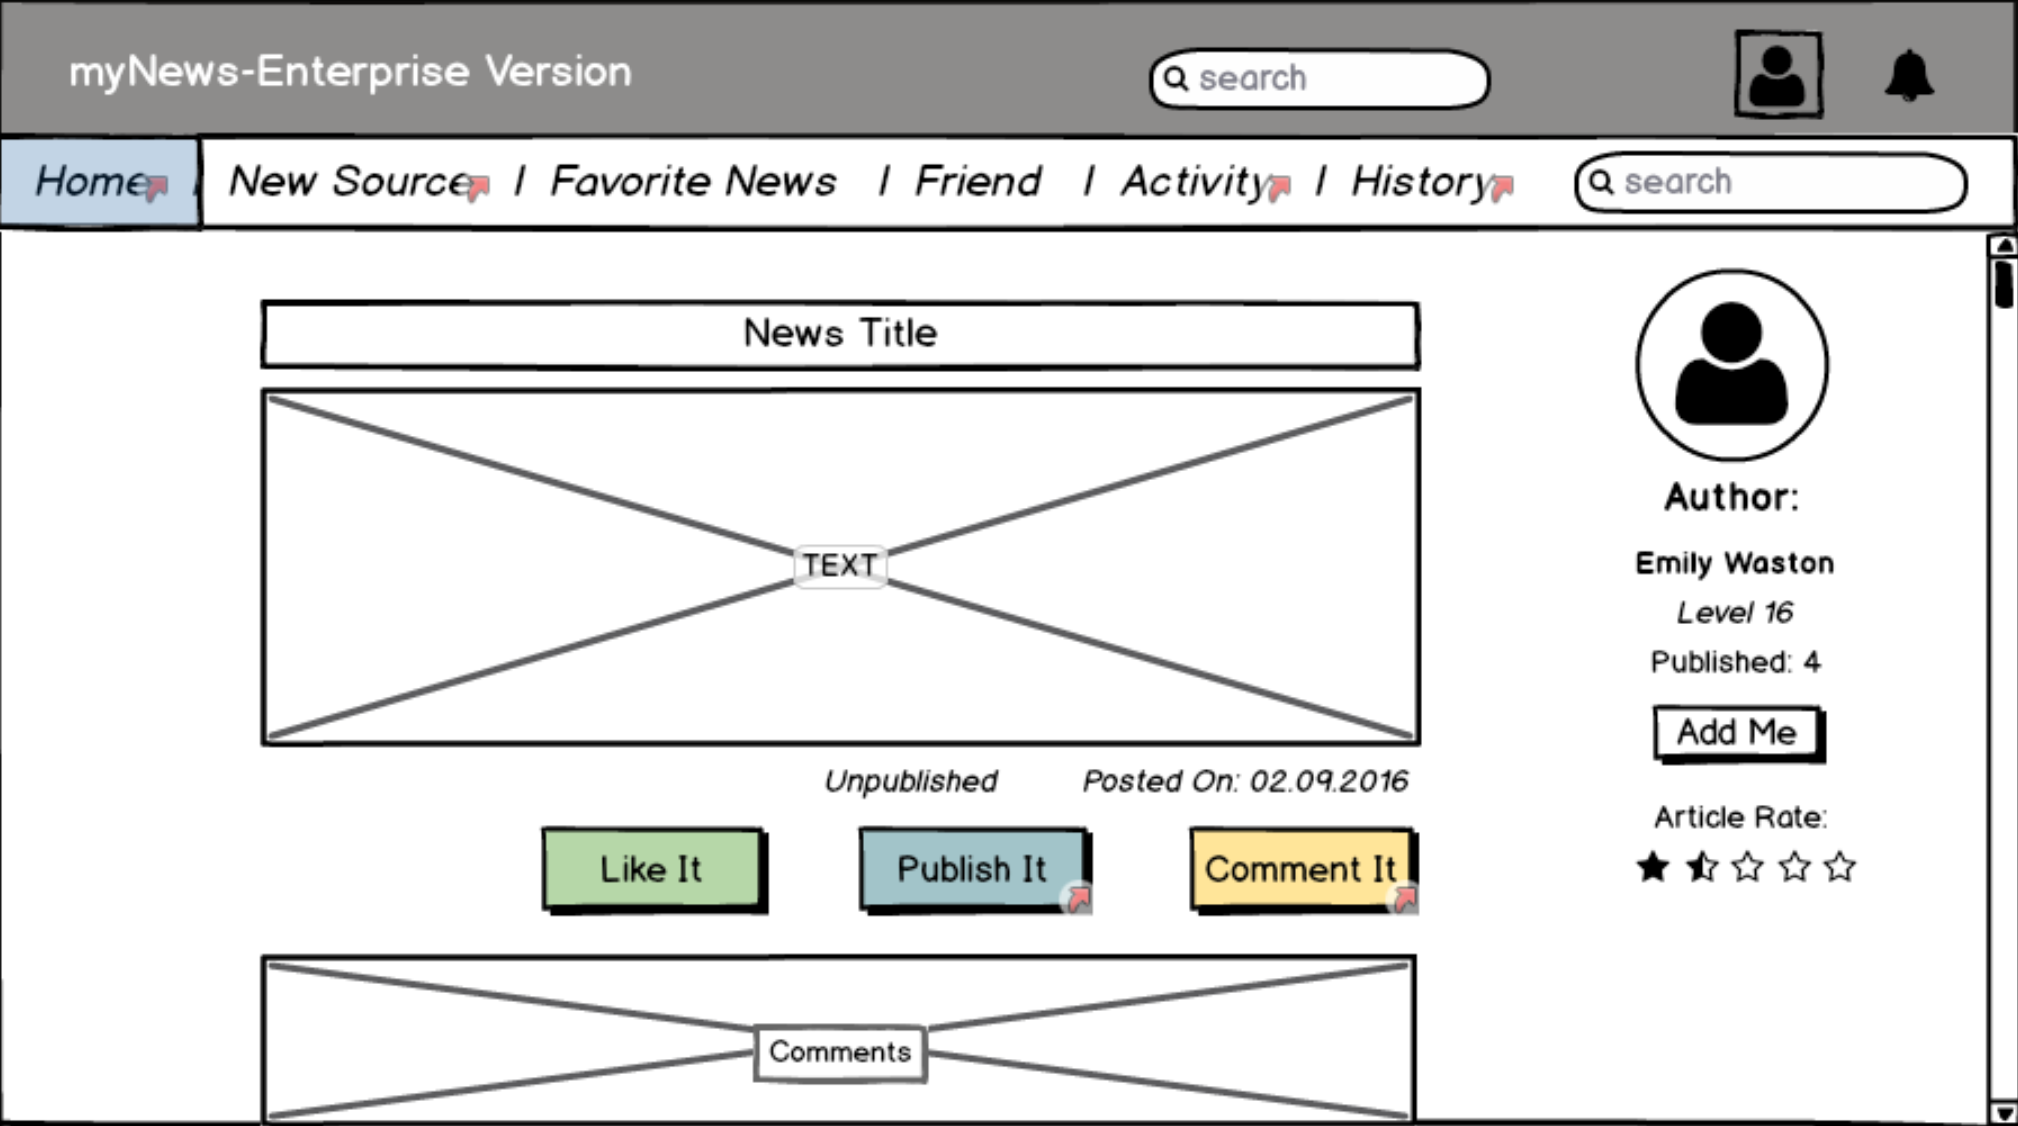 myNews-Enterprise Version
search
Home | New Source | Favorite News | Friend | Activity | History
search
News Title
TEXT
Unpublished Posted On: 02.09.2016
Like It Publish It Comment It
Comments
Author:
Emily Waston
Level 16
Published: 4
Add Me
Article Rate: